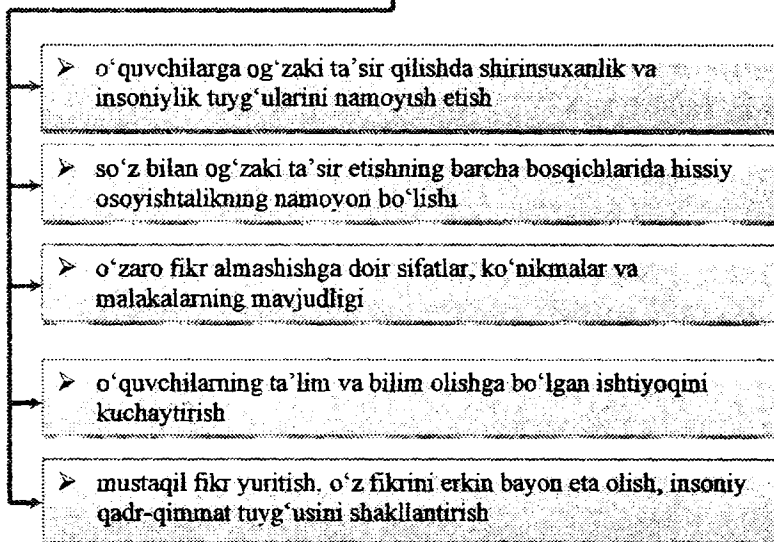 ➢ o‘quvchilarga og‘zaki ta’sir qilishda shirinsuxanlik va
insoniylik tuyg‘ularini namoyish etish
➢ so‘z bilan og‘zaki ta’sir etishning barcha bosqichlarida hissiy
osoyishtalikning namoyon bo‘lishi
➢ o‘zaro fikr almashishga doir sifatlar, ko‘nikmalar va
malakalarning mavjudligi
➢ o‘quvchilarning ta’lim va bilim olishga bo‘lgan ishtiyoqini
kuchaytirish
➢ mustaqil fikr yuritish. o‘z fikrini erkin bayon eta olish, insoniy
qadr-qimmat tuyg‘usini shakllantirish